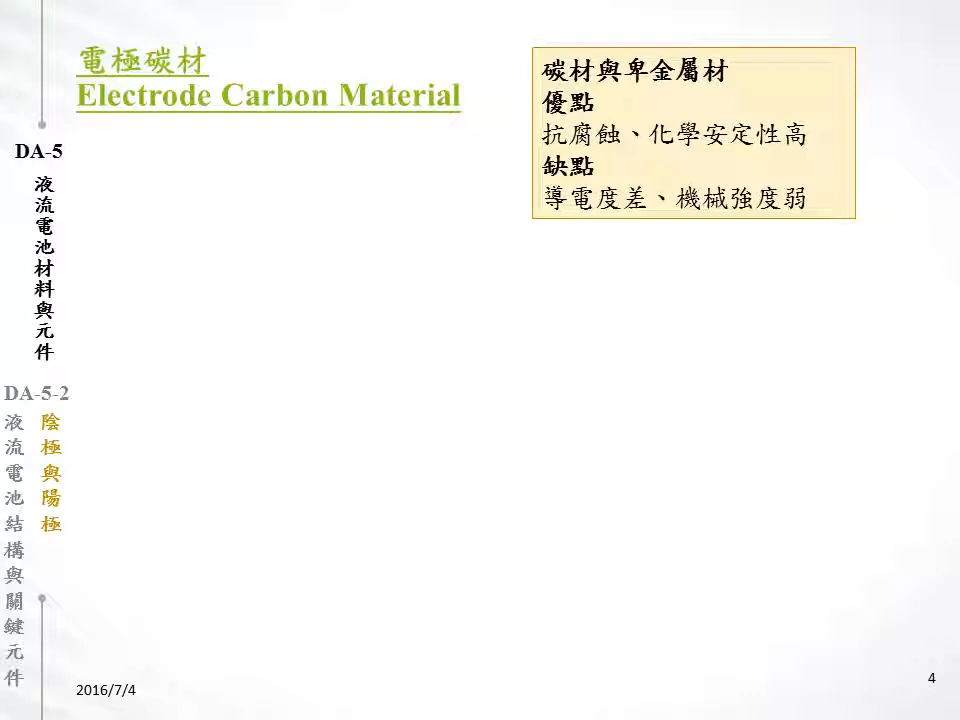 電極碳材
Electrode Carbon Material
碳材與卑金屬材
優點
抗腐蝕、化學安定性高
缺點
導電度差、機械強度弱
DA-5
液流電池材料與元件
DA-5-2
液流電池結構與關鍵元件
陰極與陽極
2016/7/4
4